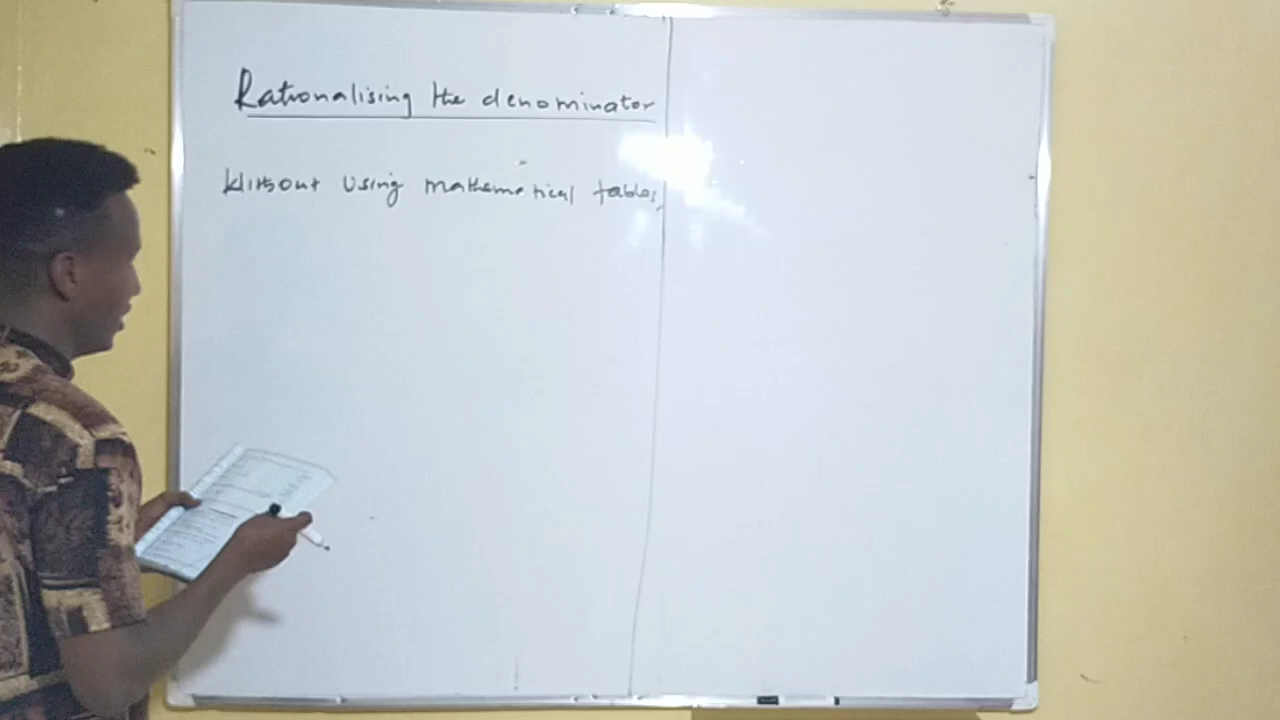 Rationalising the denominator
Without using mathematical tables,